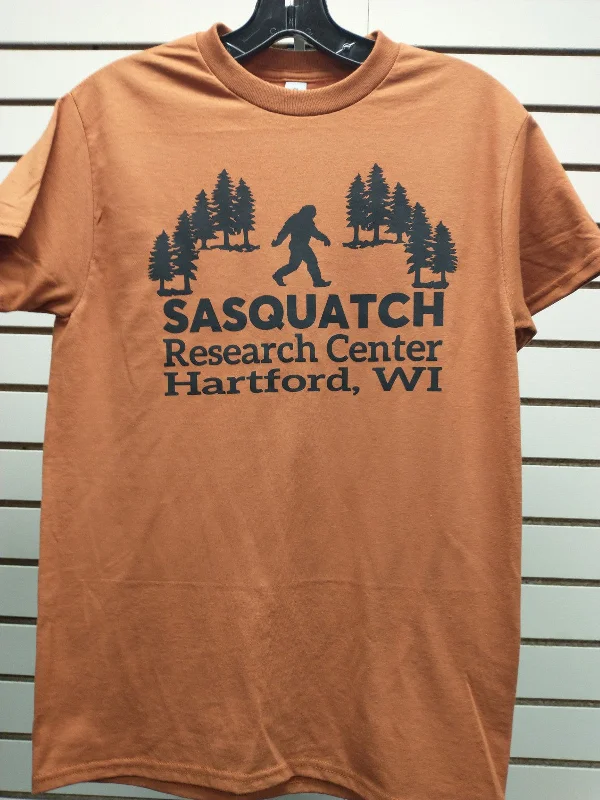 SASQUATCH
Research Center
Hartford, WI